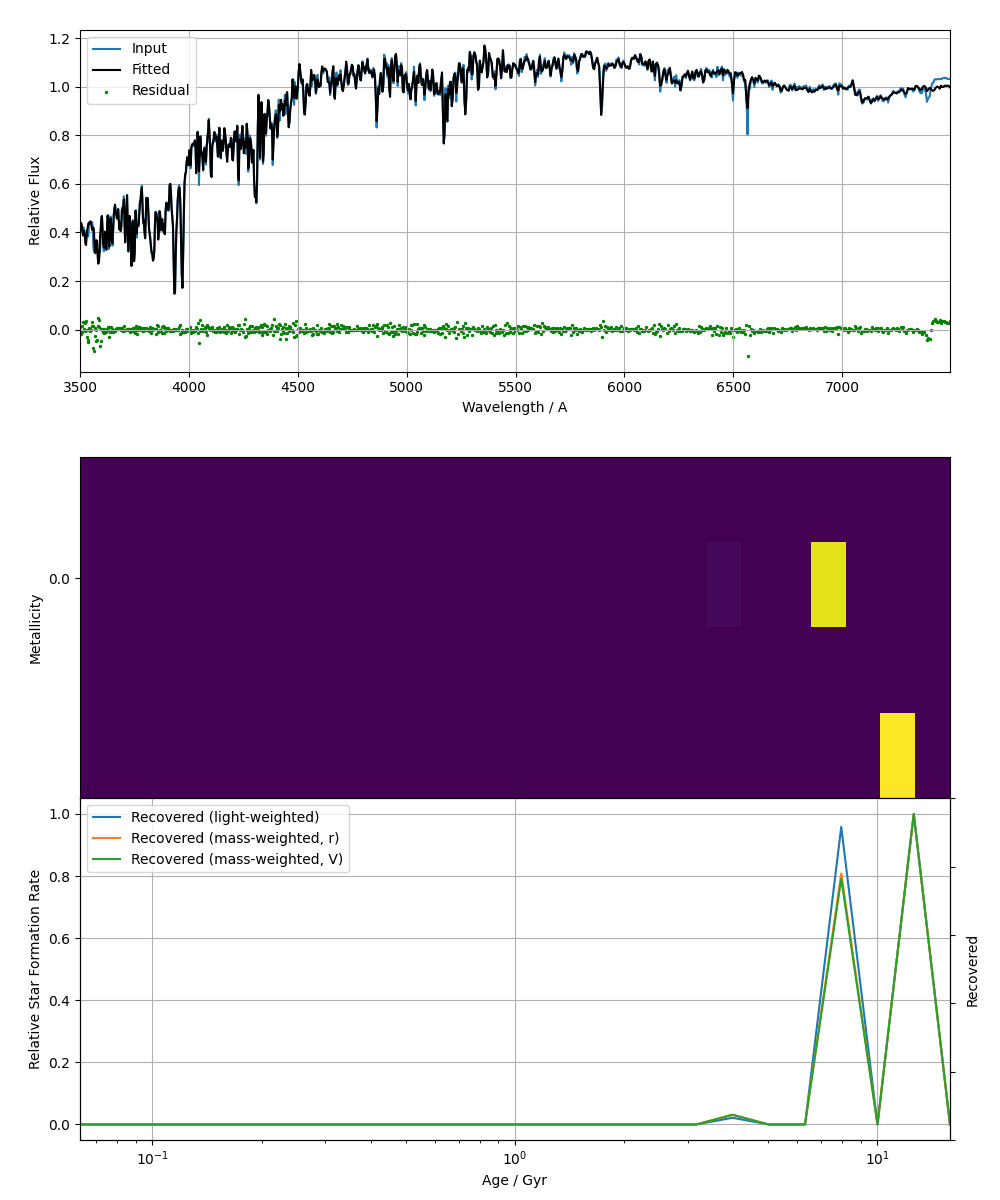 1.2
1.0
0.8
0.6
0.4
0.2
0.0
Relative Flux
Input
Fitted
Residual
3500 4000 4500 5000 5500 6000 6500 7000
Wavelength / A
0.0
Metallicity
1.0
0.8
0.6
0.4
0.2
0.0
Relative Star Formation Rate
Recovered (light-weighted)
Recovered (mass-weighted, r)
Recovered (mass-weighted, V)
Recovered
10⁻¹ 10⁰ 10¹
Age / Gyr